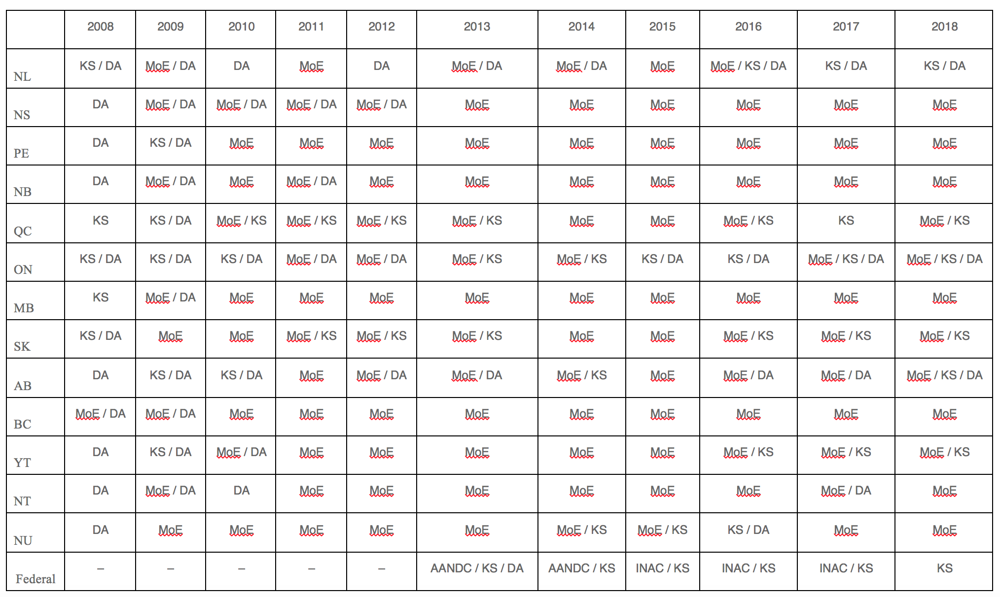 2008 2009 2010 2011 2012 2013 2014 2015 2016 2017 2018
NL KS / DA MoE / DA DA MoE DA MoE / DA MoE / DA MoE MoE / KS / DA KS / DA KS / DA
NS DA MoE / DA MoE / DA MoE / DA MoE / DA MoE MoE MoE MoE MoE MoE
PE DA KS / DA MoE MoE MoE MoE MoE MoE MoE MoE MoE
NB DA MoE / DA MoE MoE / DA MoE MoE MoE MoE MoE MoE MoE
QC KS KS / DA MoE / KS MoE / KS MoE / KS MoE / KS MoE MoE MoE / KS KS MoE / KS
ON KS / DA KS / DA KS / DA MoE / DA MoE / DA MoE / KS MoE / KS KS / DA KS / DA MoE / KS / DA MoE / KS / DA
MB KS MoE / DA MoE MoE MoE MoE MoE MoE MoE MoE MoE
SK KS / DA MoE MoE MoE / KS MoE / KS MoE / KS MoE MoE MoE / KS MoE / KS MoE / KS
AB DA KS / DA KS / DA MoE MoE / DA MoE / DA MoE / KS MoE MoE / DA MoE / DA MoE / KS / DA
BC MoE / DA MoE / DA MoE MoE MoE MoE MoE MoE MoE MoE MoE
YT DA KS / DA MoE / DA MoE MoE MoE MoE MoE MoE / KS MoE / KS MoE / KS
NT DA MoE / DA DA MoE MoE MoE MoE MoE MoE MoE / DA MoE
NU DA MoE MoE MoE MoE MoE MoE / KS MoE / KS KS / DA MoE MoE
Federal – – – – – AANDC / KS / DA AANDC / KS INAC / KS INAC / KS INAC / KS KS